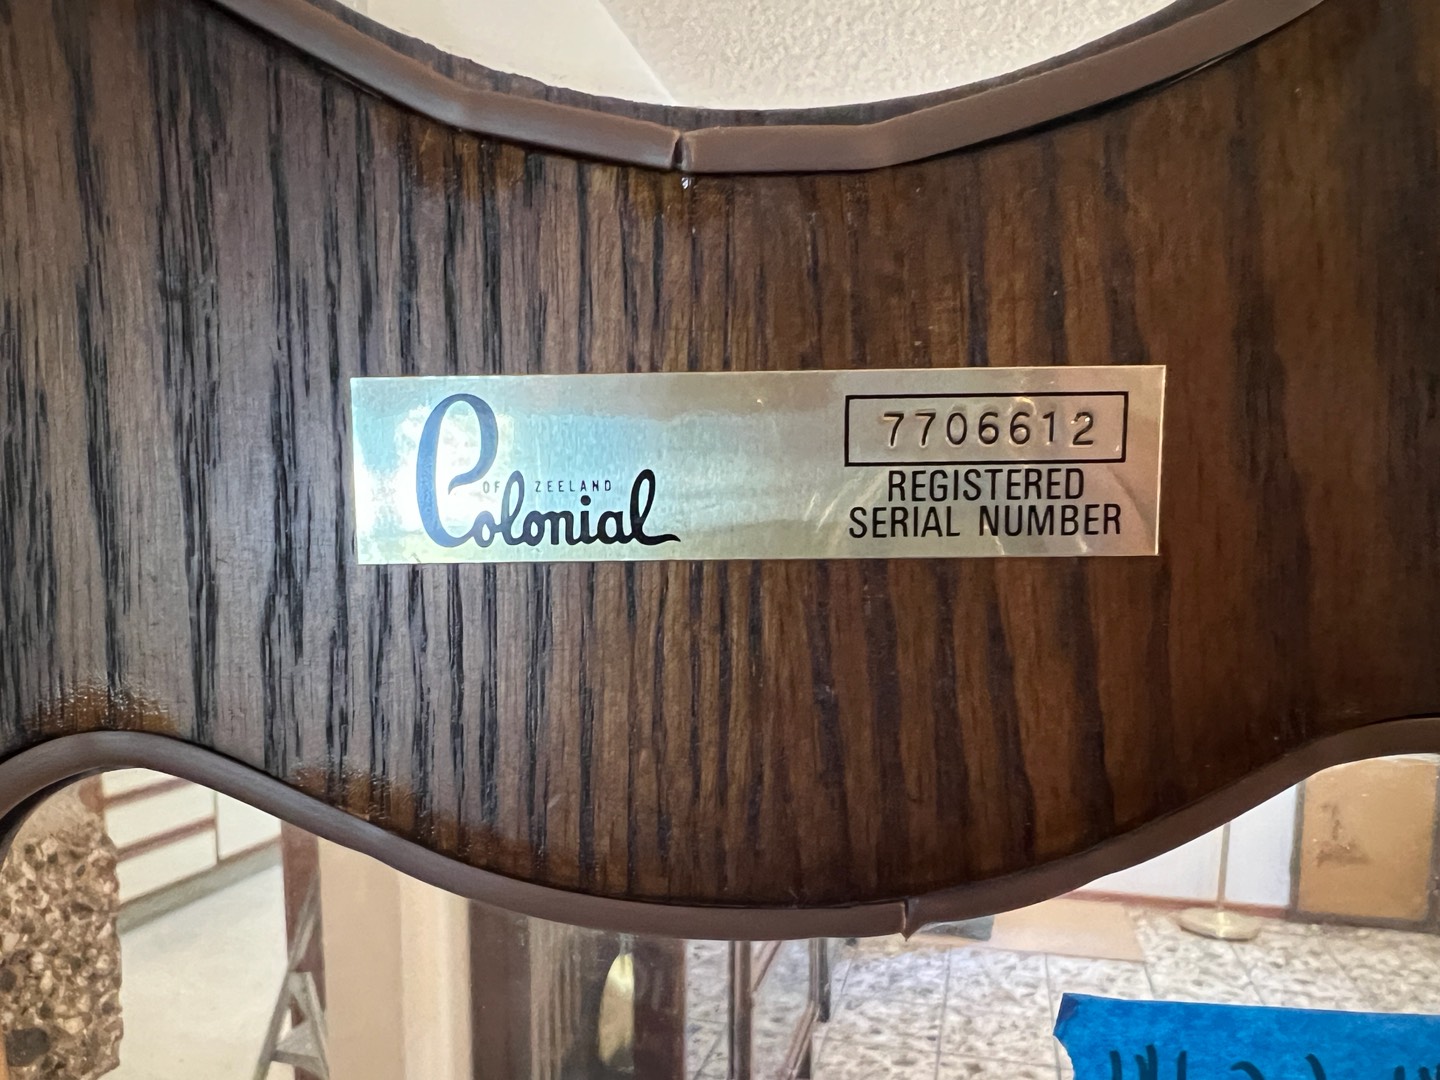 7706612
OF ZEELAND
Colonial
REGISTERED
SERIAL NUMBER